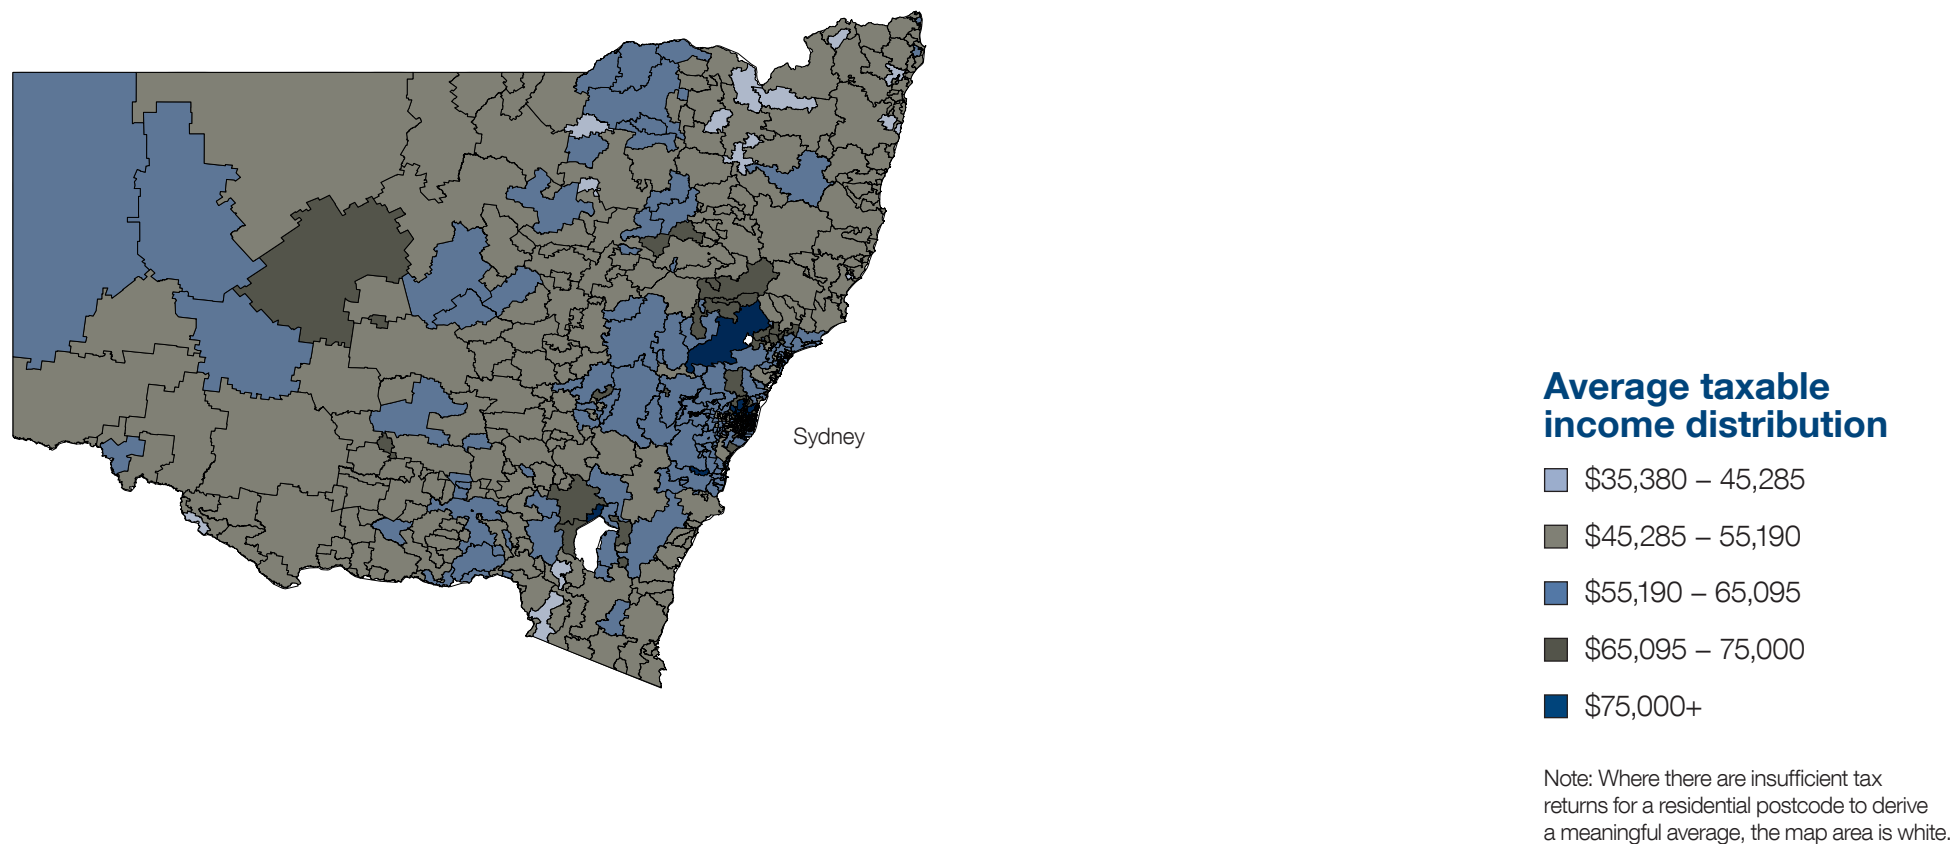 Sydney
Average taxable
income distribution
$35,380 – 45,285
$45,285 – 55,190
$55,190 – 65,095
$65,095 – 75,000
$75,000+
Note: Where there are insufficient tax
returns for a residential postcode to derive
a meaningful average, the map area is white.